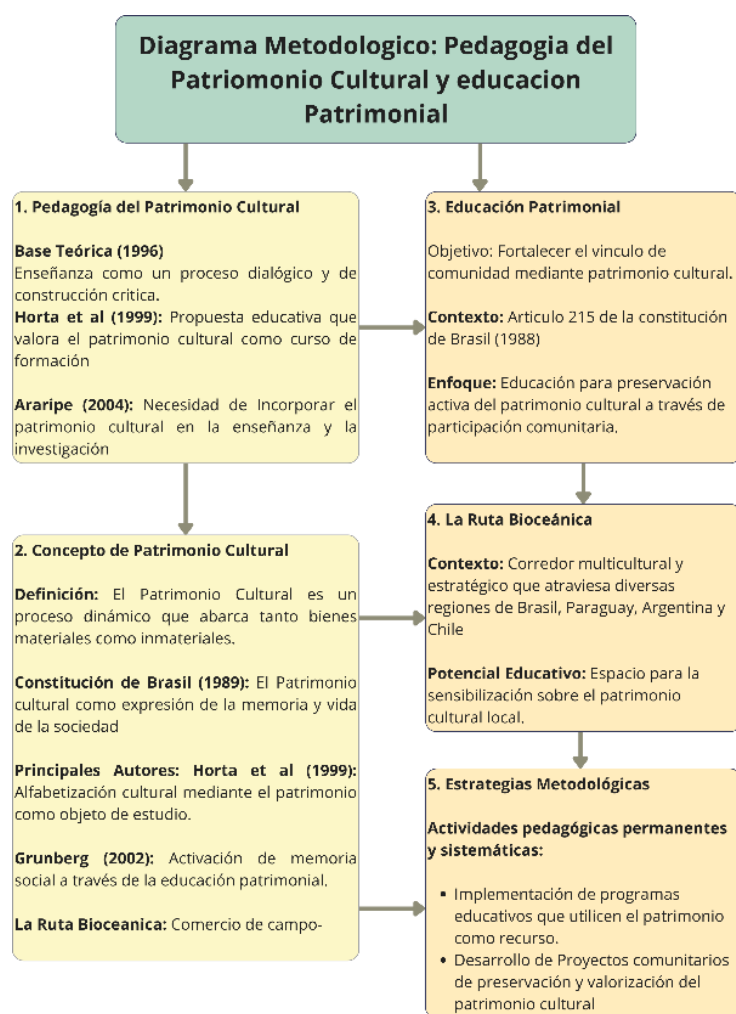 Diagrama Metodologico: Pedagogia del
Patriomonio Cultural y educacion
Patrimonial
1. Pedagogía del Patrimonio Cultural
Base Teórica (1996)
Enseñanza como un proceso dialógico y de
construcción critica.
Horta et al (1999): Propuesta educativa que
valora el patrimonio cultural como curso de
formación
Araripe (2004): Necesidad de Incorporar el
patrimonio cultural en la enseñanza y la
investigación
2. Concepto de Patrimonio Cultural
Definición: El Patrimonio Cultural es un
proceso dinámico que abarca tanto bienes
materiales como inmateriales.
Constitución de Brasil (1989): El Patrimonio
cultural como expresión de la memoria y vida
de la sociedad
Principales Autores: Horta et al (1999):
Alfabetización cultural mediante el patrimonio
como objeto de estudio.
Grunberg (2002): Activación de memoria
social a través de la educación patrimonial.
La Ruta Bioceanica: Comercio de campo-
3. Educación Patrimonial
Objetivo: Fortalecer el vinculo de
comunidad mediante patrimonio cultural.
Contexto: Articulo 215 de la constitución
de Brasil (1988)
Enfoque: Educación para preservación
activa del patrimonio cultural a través de
participación comunitaria.
4. La Ruta Bioceánica
Contexto: Corredor multicultural y
estratégico que atraviesa diversas
regiones de Brasil, Paraguay, Argentina y
Chile
Potencial Educativo: Espacio para la
sensibilización sobre el patrimonio
cultural local.
5. Estrategias Metodológicas
Actividades pedagógicas permanentes
y sistemáticas:
▪ Implementación de programas
educativos que utilicen el patrimonio
como recurso.
• Desarrollo de Proyectos comunitarios
de preservación y valorización del
patrimonio cultural